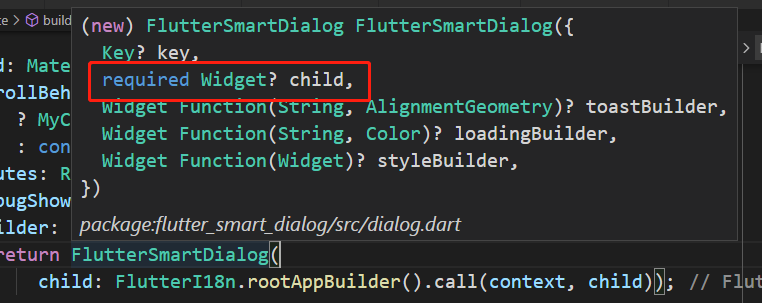 te > build
(new) FlutterSmartDialog FlutterSmartDialog({
Key? key,
d: Mate
required Widget? child,
rollBeh
Widget Function(String, AlignmentGeometry)? toastBuilder,
? MyC
Widget Function(String, Color)? loadingBuilder,
: con
Widget Function(Widget)? styleBuilder,
utes: R
})
bugShow
package:flutter_smart_dialog/src/dialog.dart
ilder:
return FlutterSmartDialog(
child: FlutterI18n.rootAppBuilder().call(context, child)); // Flut